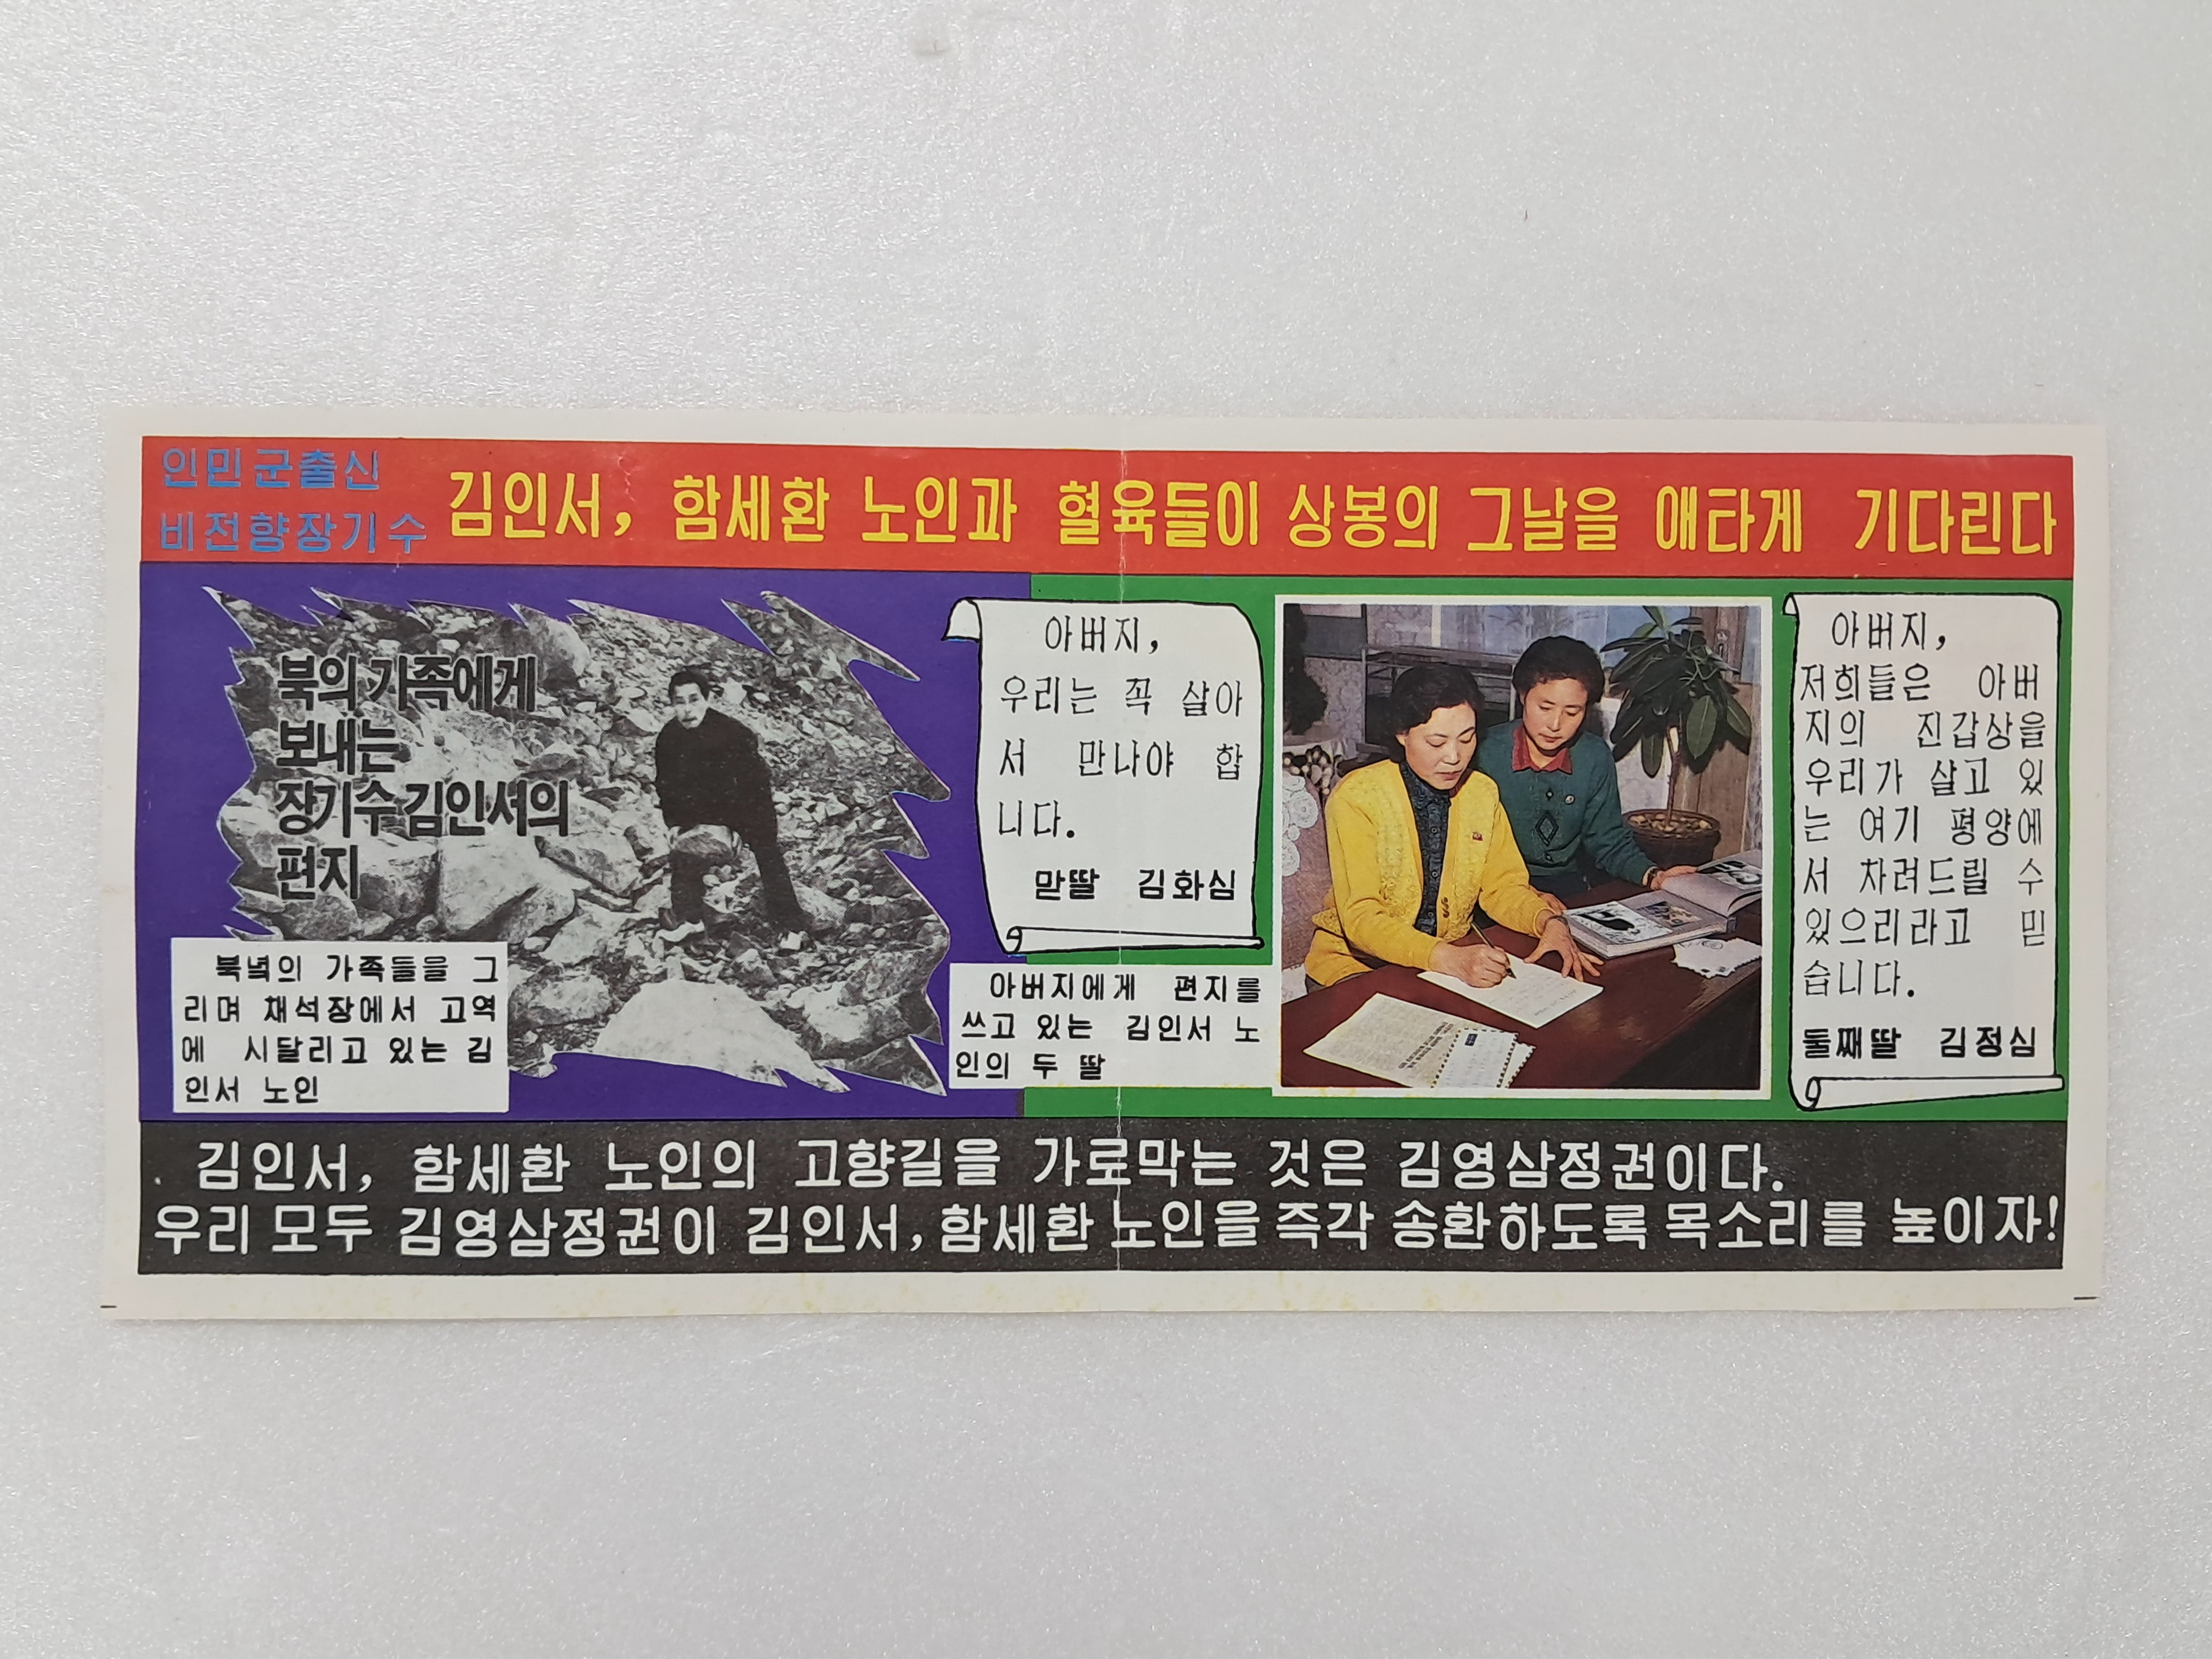 인민군출신
비전향장기수
김인서, 함세환 노인과 혈육들이 상봉의 그날을 애타게 기다린다
북의 가족에게
보내는
장기수 김인서의
편지
북녘의 가족들을 그
리며 채석장에서 고역
에 시달리고 있는 김
인서 노인
아버지,
우리는 꼭 살아
서 만나야 합
니다.
맏딸 김화심
아버지에게 편지를
쓰고 있는 김인서 노
인의 두 딸
아버지,
저희들은 아버
지의 진갑상을
우리가 살고 있
는 여기 평양에
서 차려드릴 수
있으리라고 믿
습니다.
둘째딸 김정심
김인서, 함세환 노인의 고향길을 가로막는 것은 김영삼정권이다.
우리 모두 김영삼정권이 김인서, 함세환 노인을 즉각 송환하도록 목소리를 높이자!